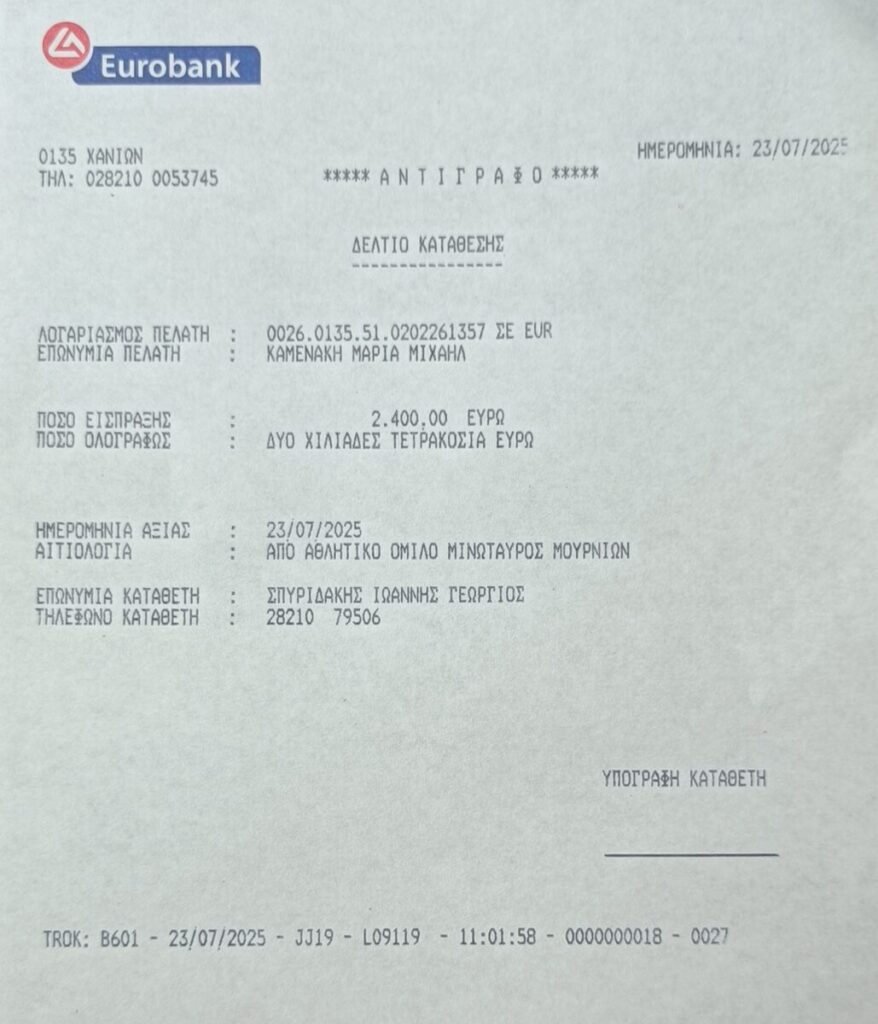 Eurobank
0135 ΧΑΝΙΩΝ
ΤΗΛ: 028210 0053745
ΗΜΕΡΟΜΗΝΙΑ: 23/07/2025
***** Α Ν Τ Ι Γ Ρ Α Φ Ο *****
ΔΕΛΤΙΟ ΚΑΤΑΘΕΣΗΣ
----------------
ΛΟΓΑΡΙΑΣΜΟΣ ΠΕΛΑΤΗ : 0026.0135.51.0202261357 ΣΕ EUR
ΕΠΩΝΥΜΙΑ ΠΕΛΑΤΗ : ΚΑΜΕΝΑΚΗ ΜΑΡΙΑ ΜΙΧΑΗΛ
ΠΟΣΟ ΕΙΣΠΡΑΞΗΣ : 2.400,00 ΕΥΡΩ
ΠΟΣΟ ΟΛΟΓΡΑΦΩΣ : ΔΥΟ ΧΙΛΙΑΔΕΣ ΤΕΤΡΑΚΟΣΙΑ ΕΥΡΩ
ΗΜΕΡΟΜΗΝΙΑ ΑΞΙΑΣ : 23/07/2025
ΑΙΤΙΟΛΟΓΙΑ : ΑΠΟ ΑΘΛΗΤΙΚΟ ΟΜΙΛΟ ΜΙΝΩΤΑΥΡΟΣ ΜΟΥΡΝΙΩΝ
ΕΠΩΝΥΜΙΑ ΚΑΤΑΘΕΤΗ : ΣΠΥΡΙΔΑΚΗΣ ΙΩΑΝΝΗΣ ΓΕΩΡΓΙΟΣ
ΤΗΛΕΦΩΝΟ ΚΑΤΑΘΕΤΗ : 28210 79506
ΥΠΟΓΡΑΦΗ ΚΑΤΑΘΕΤΗ
TROK: B601 - 23/07/2025 - JJ19 - L09119 - 11:01:58 - 0000000018 - 0027